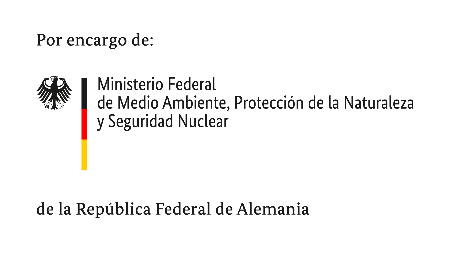 Por encargo de:
Ministerio Federal
de Medio Ambiente, Protección de la Naturaleza
y Seguridad Nuclear
de la República Federal de Alemania